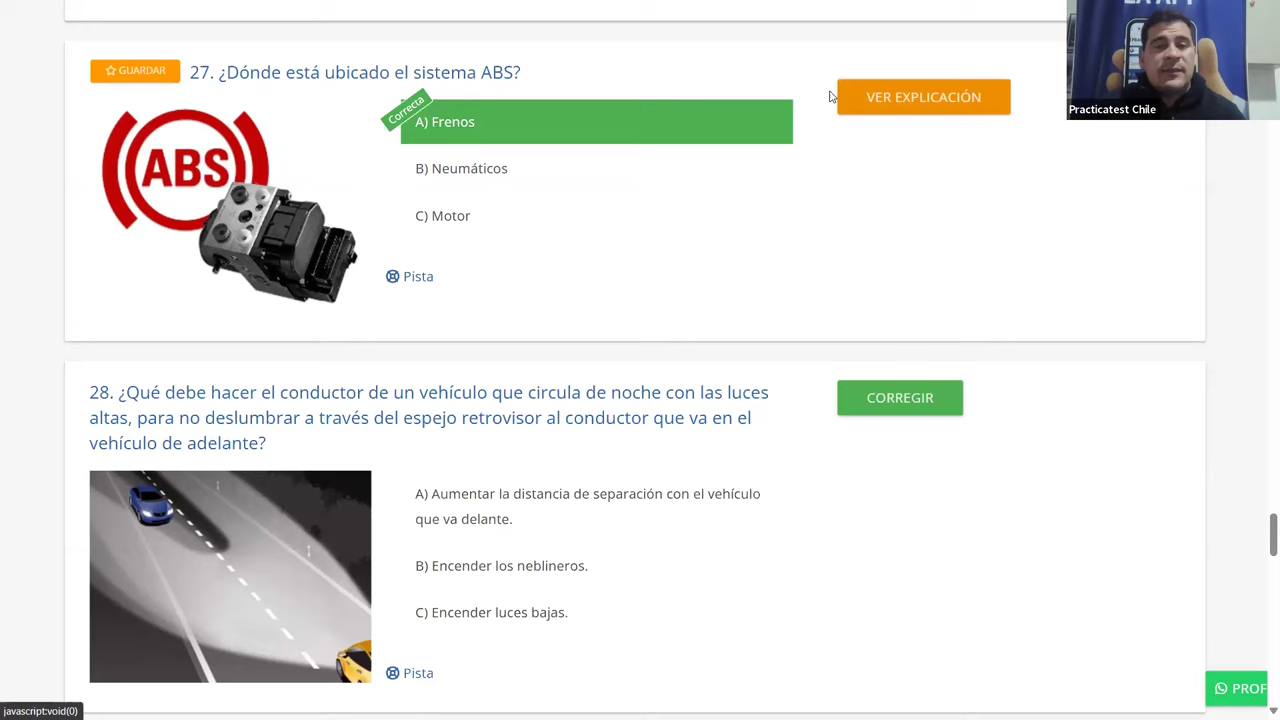 GUARDAR
27. ¿Dónde está ubicado el sistema ABS?
VER EXPLICACIÓN
Practicatest Chile
Correcta
A) Frenos
ABS
B) Neumáticos
C) Motor
Pista
28. ¿Qué debe hacer el conductor de un vehículo que circula de noche con las luces
altas, para no deslumbrar a través del espejo retrovisor al conductor que va en el
vehículo de adelante?
CORREGIR
A) Aumentar la distancia de separación con el vehículo
que va delante.
B) Encender los neblineros.
C) Encender luces bajas.
Pista
PROF
javascript:void(0)